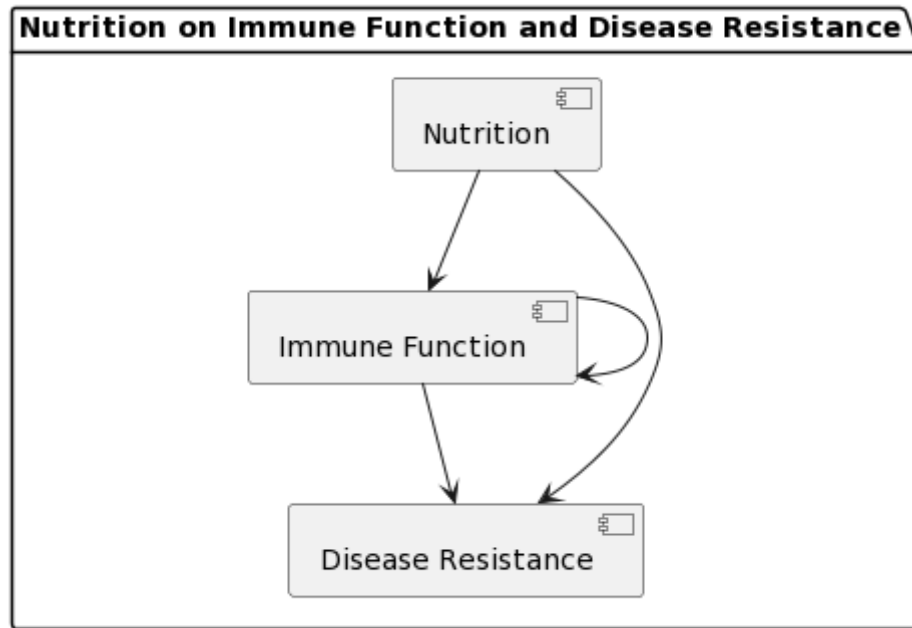 Nutrition on Immune Function and Disease Resistance
Nutrition
Immune Function
Disease Resistance